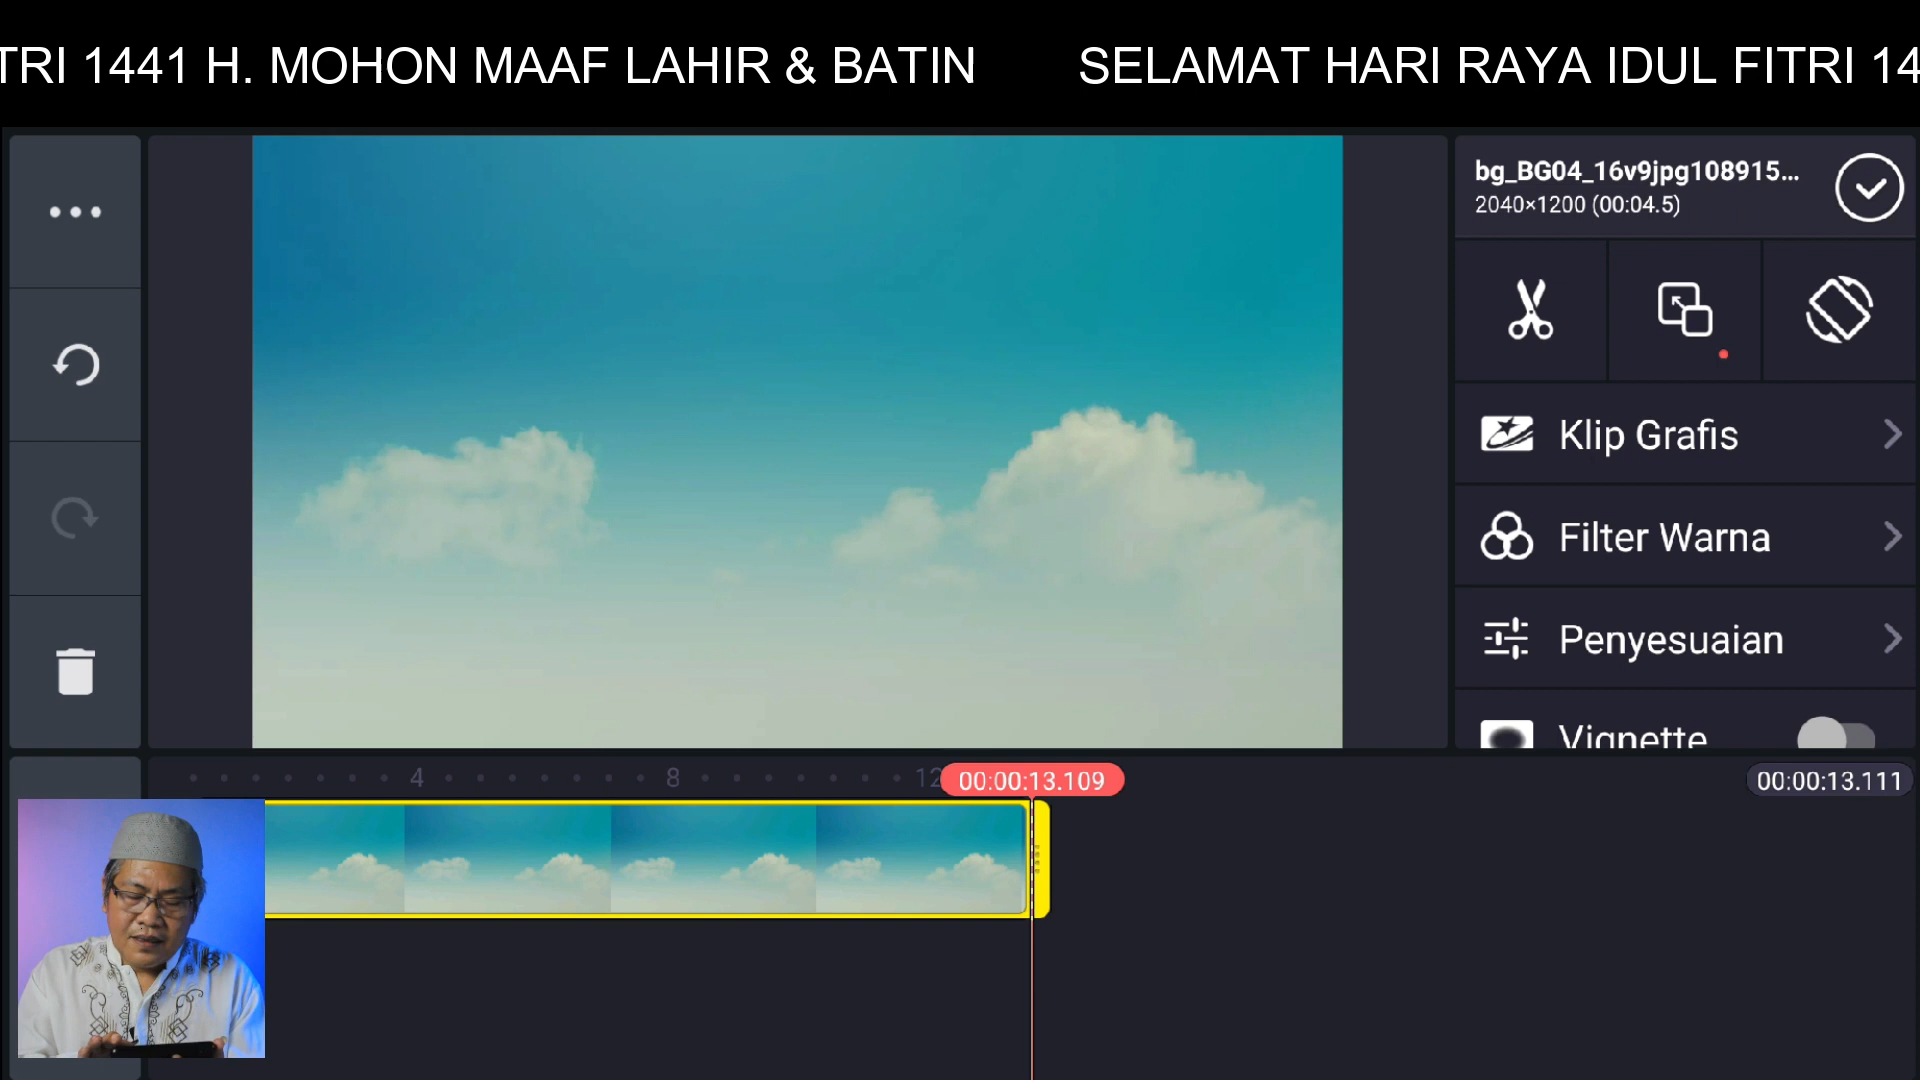 TRI 1441 H. MOHON MAAF LAHIR & BATIN SELAMAT HARI RAYA IDUL FITRI 14
bg_BG04_16v9jpg108915...
2040×1200 (00:04.5)
Klip Grafis
Filter Warna
Penyesuaian
Vignette
4 8 12 00:00:13.109 00:00:13.111